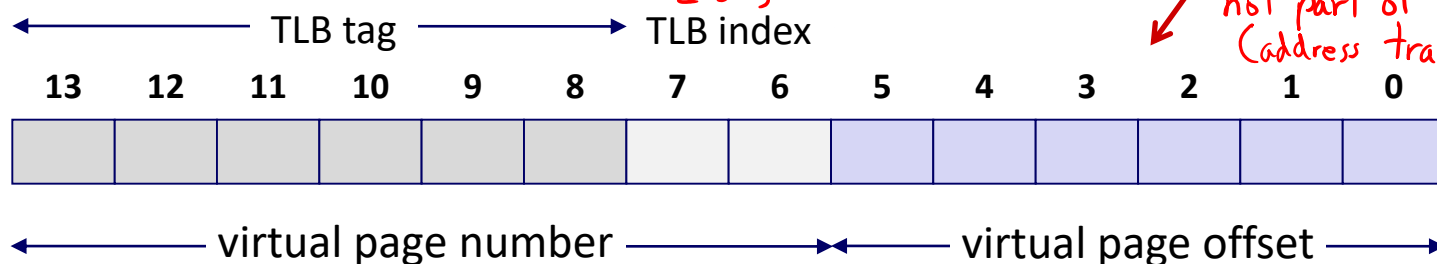 not part of
TLB tag TLB index
(address tra
13 12 11 10 9 8 7 6 5 4 3 2 1 0
virtual page number virtual page offset